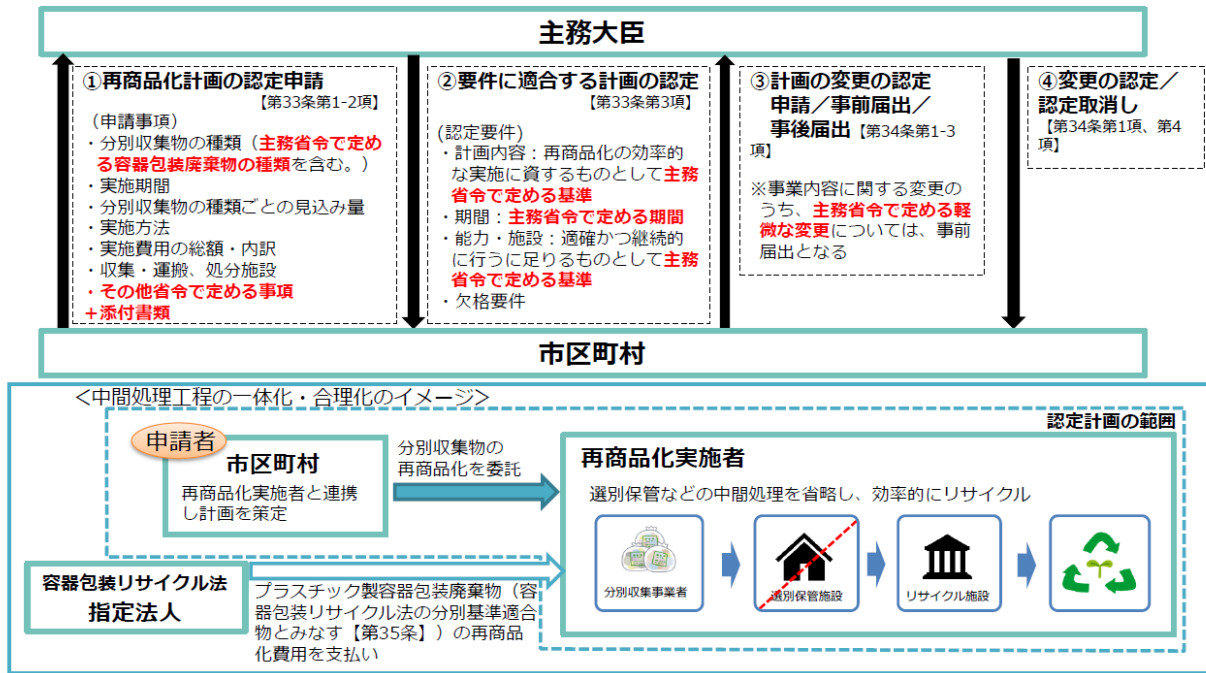 主務大臣
①再商品化計画の認定申請
【第33条第1-2項】
（申請事項）
・分別収集物の種類（主務省令で定め
る容器包装廃棄物の種類を含む。）
・実施期間
・分別収集物の種類ごとの見込み量
・実施方法
・実施費用の総額・内訳
・収集・運搬、処分施設
・その他省令で定める事項
＋添付書類
②要件に適合する計画の認定
【第33条第3項】
(認定要件)
・計画内容：再商品化の効率的
な実施に資するものとして主務
省令で定める基準
・期間：主務省令で定める期間
・能力・施設：適確かつ継続的
に行うに足りるものとして主務
省令で定める基準
・欠格要件
③計画の変更の認定
申請／事前届出／
事後届出【第34条第1-3
項】
※事業内容に関する変更の
うち、主務省令で定める軽
微な変更については、事前
届出となる
④変更の認定／
認定取消し
【第34条第1項、第4
項】
市区町村
＜中間処理工程の一体化・合理化のイメージ＞
認定計画の範囲
申請者
市区町村
再商品化実施者と連携
し計画を策定
分別収集物の
再商品化を委託
再商品化実施者
選別保管などの中間処理を省略し、効率的にリサイクル
分別収集事業者
選別保管施設
リサイクル施設
容器包装リサイクル法
指定法人
プラスチック製容器包装廃棄物（容
器包装リサイクル法の分別基準適合
物とみなす【第35条】）の再商品
化費用を支払い